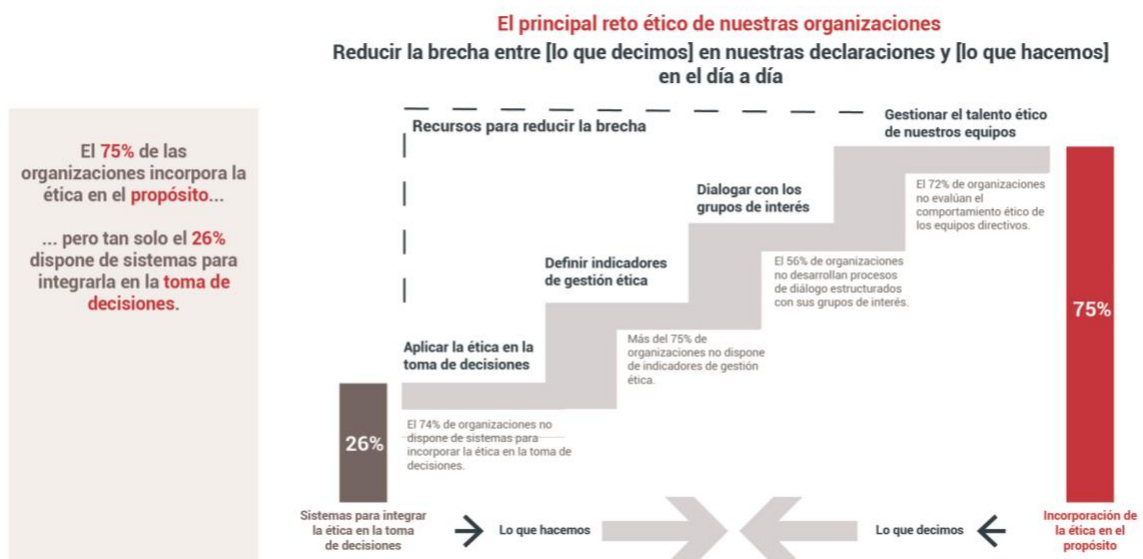 El principal reto ético de nuestras organizaciones
Reducir la brecha entre [lo que decimos] en nuestras declaraciones y [lo que hacemos]
en el día a día
El 75% de las
organizaciones incorpora la
ética en el propósito...
... pero tan solo el 26%
dispone de sistemas para
integrarla en la toma de
decisiones.
Recursos para reducir la brecha
Aplicar la ética en la
toma de decisiones
El 74% de organizaciones no
dispone de sistemas para
incorporar la ética en la toma de
decisiones.
Definir indicadores
de gestión ética
Más del 75% de
organizaciones no dispone
de indicadores de gestión
ética.
Dialogar con los
grupos de interés
El 56% de organizaciones
no desarrollan procesos
de diálogo estructurados
con sus grupos de interés.
Gestionar el talento ético
de nuestros equipos
El 72% de organizaciones
no evalúan el
comportamiento ético de
los equipos directivos.
26%
75%
Sistemas para integrar
la ética en la toma
de decisiones
Lo que hacemos
Lo que decimos
Incorporación de
la ética en el
propósito